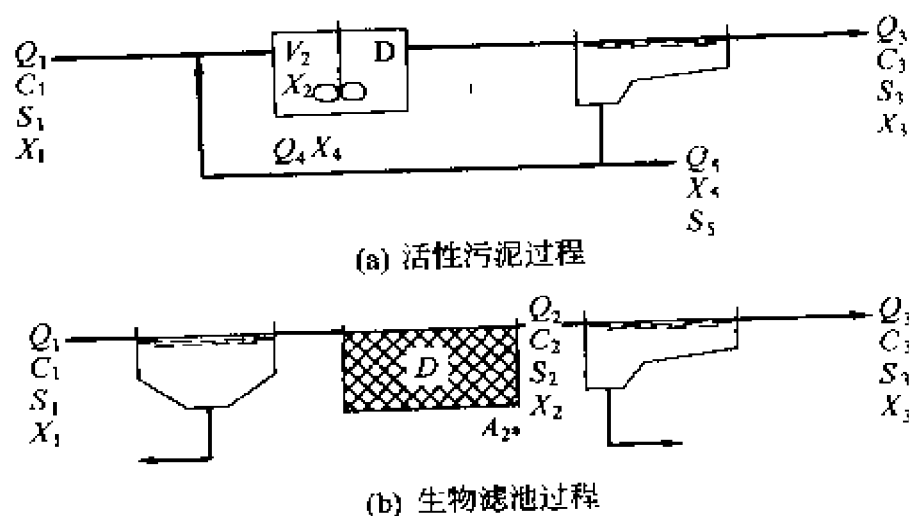 Q₁
C₁
S₁
X₁
V₂ D
X₂
Q₃
C₃
S₃
X₃
Q₄ X₄
Q₅
X₅
S₅
(a) 活性污泥过程
Q₁
C₁
S₁
X₁
D
A₂*
Q₂
C₂
S₂
X₂
Q₃
C₃
S₃
X₃
(b) 生物滤池过程